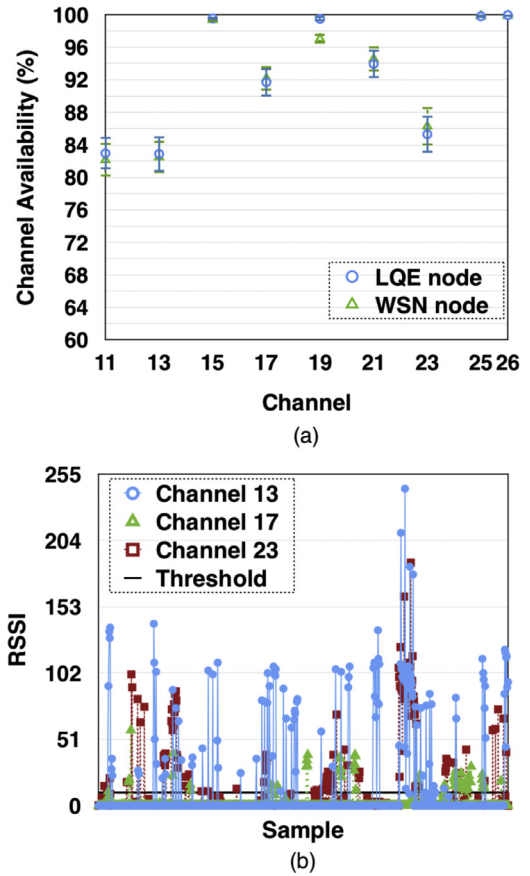 100
96
92
88
84
80
76
72
68
64
60
Channel Availability (%)
LQE node
WSN node
11 13 15 17 19 21 23 25 26
Channel
(a)
255
204
153
102
51
0
RSSI
Channel 13
Channel 17
Channel 23
Threshold
Sample
(b)